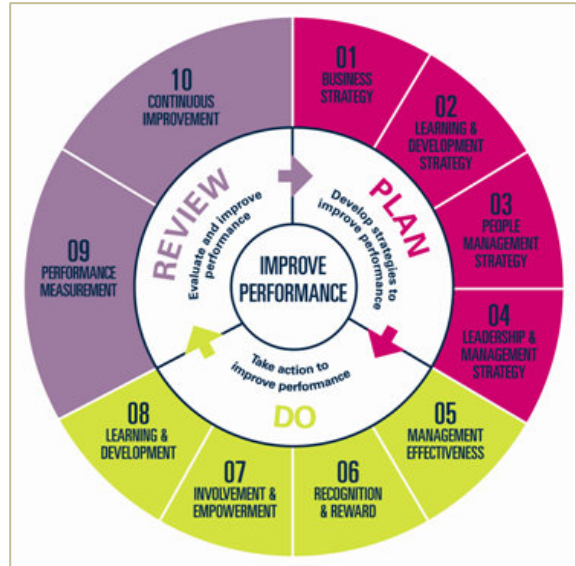 01
BUSINESS
STRATEGY
02
LEARNING &
DEVELOPMENT
STRATEGY
03
PEOPLE
MANAGEMENT
STRATEGY
04
LEADERSHIP &
MANAGEMENT
STRATEGY
05
MANAGEMENT
EFFECTIVENESS
06
RECOGNITION
& REWARD
07
INVOLVEMENT &
EMPOWERMENT
08
LEARNING &
DEVELOPMENT
09
PERFORMANCE
MEASUREMENT
10
CONTINUOUS
IMPROVEMENT
PLAN
Develop strategies to
improve performance
DO
Take action to
improve performance
REVIEW
Evaluate and improve
performance
IMPROVE
PERFORMANCE